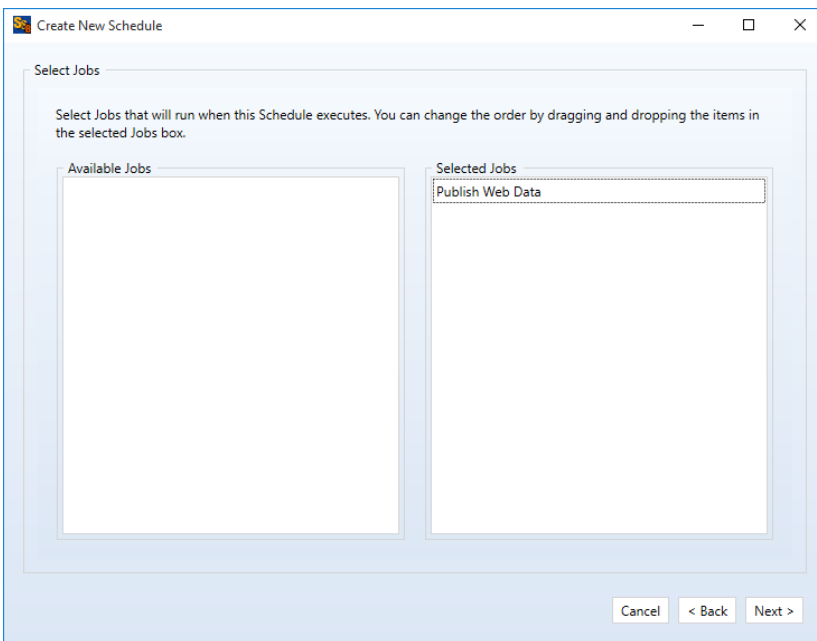 Create New Schedule
Select Jobs
Select Jobs that will run when this Schedule executes. You can change the order by dragging and dropping the items in
the selected Jobs box.
Available Jobs
Selected Jobs
Publish Web Data
Cancel
< Back
Next >